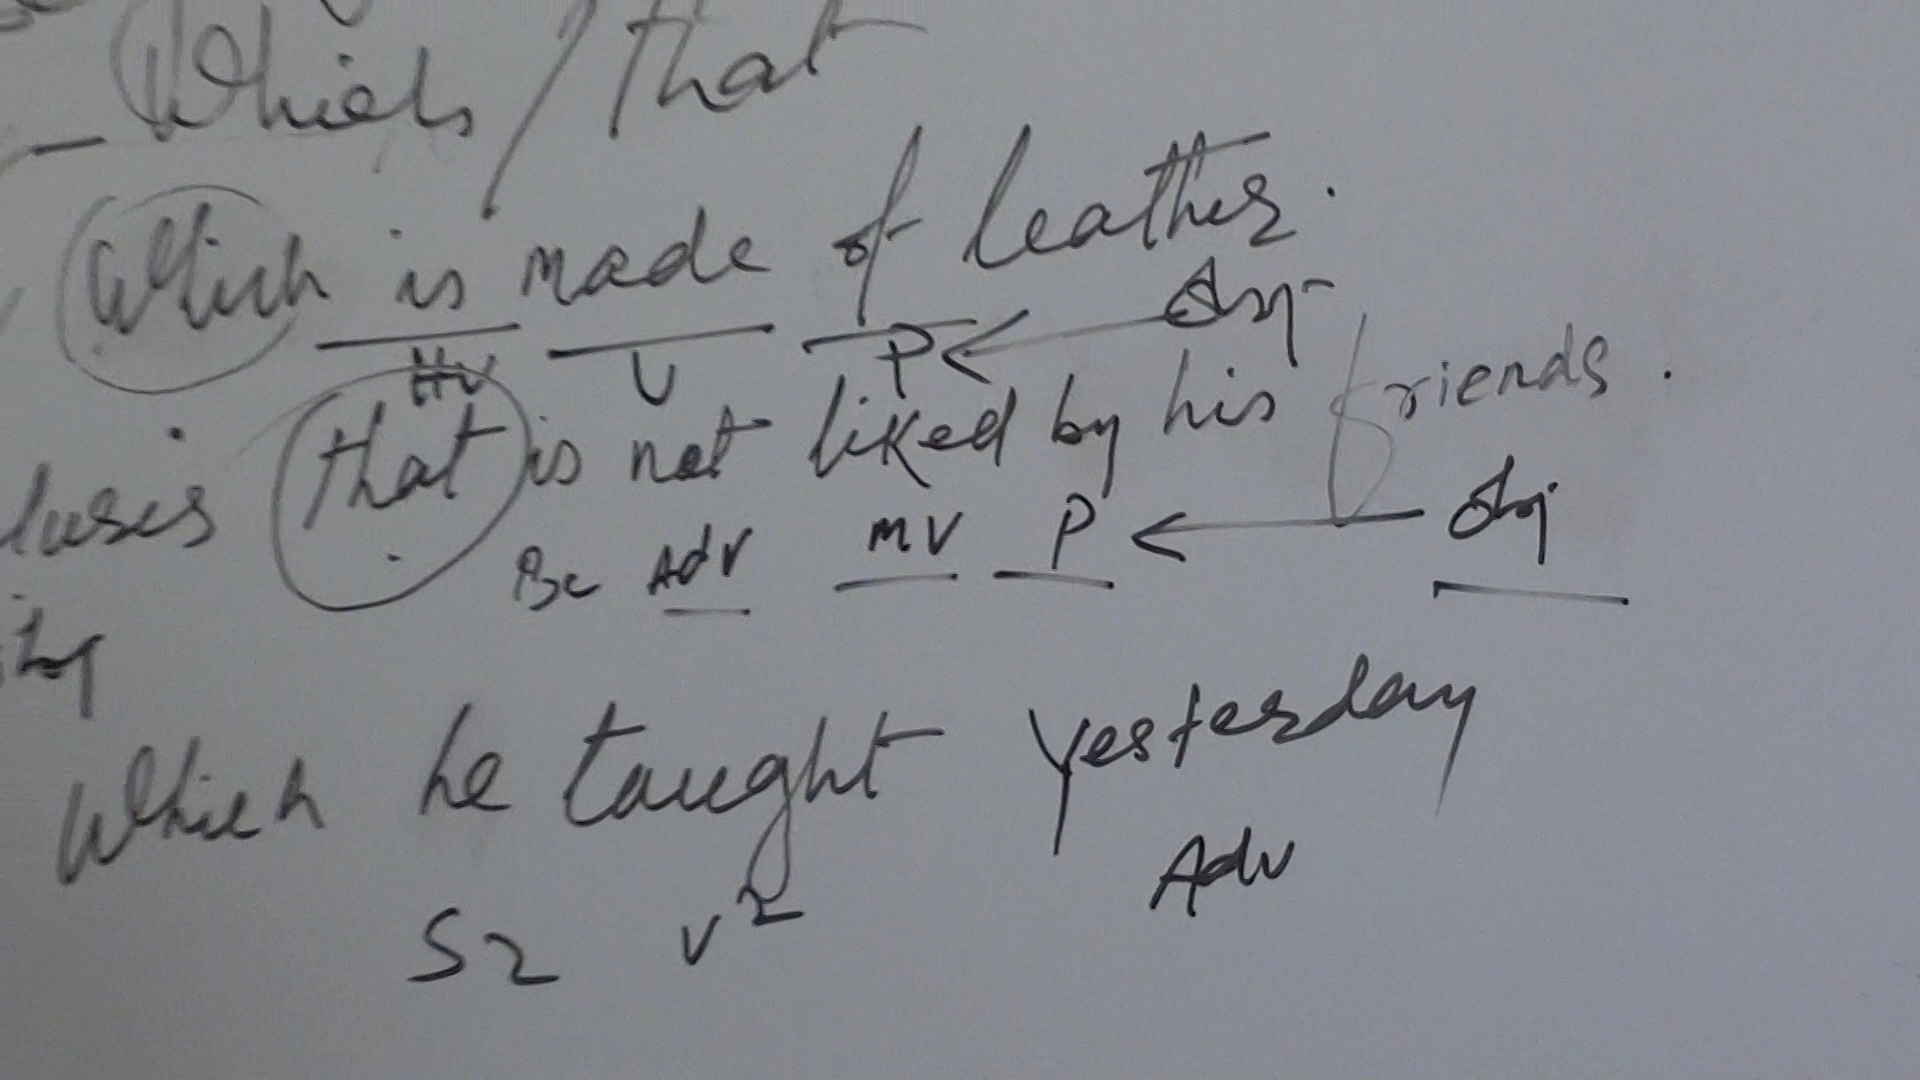 Which / that
Which is made of leather.
HV V P ← Obj
that is not liked by his friends.
Be Adv MV P ← Obj
Which he taught yesterday
S2 V2 Adv